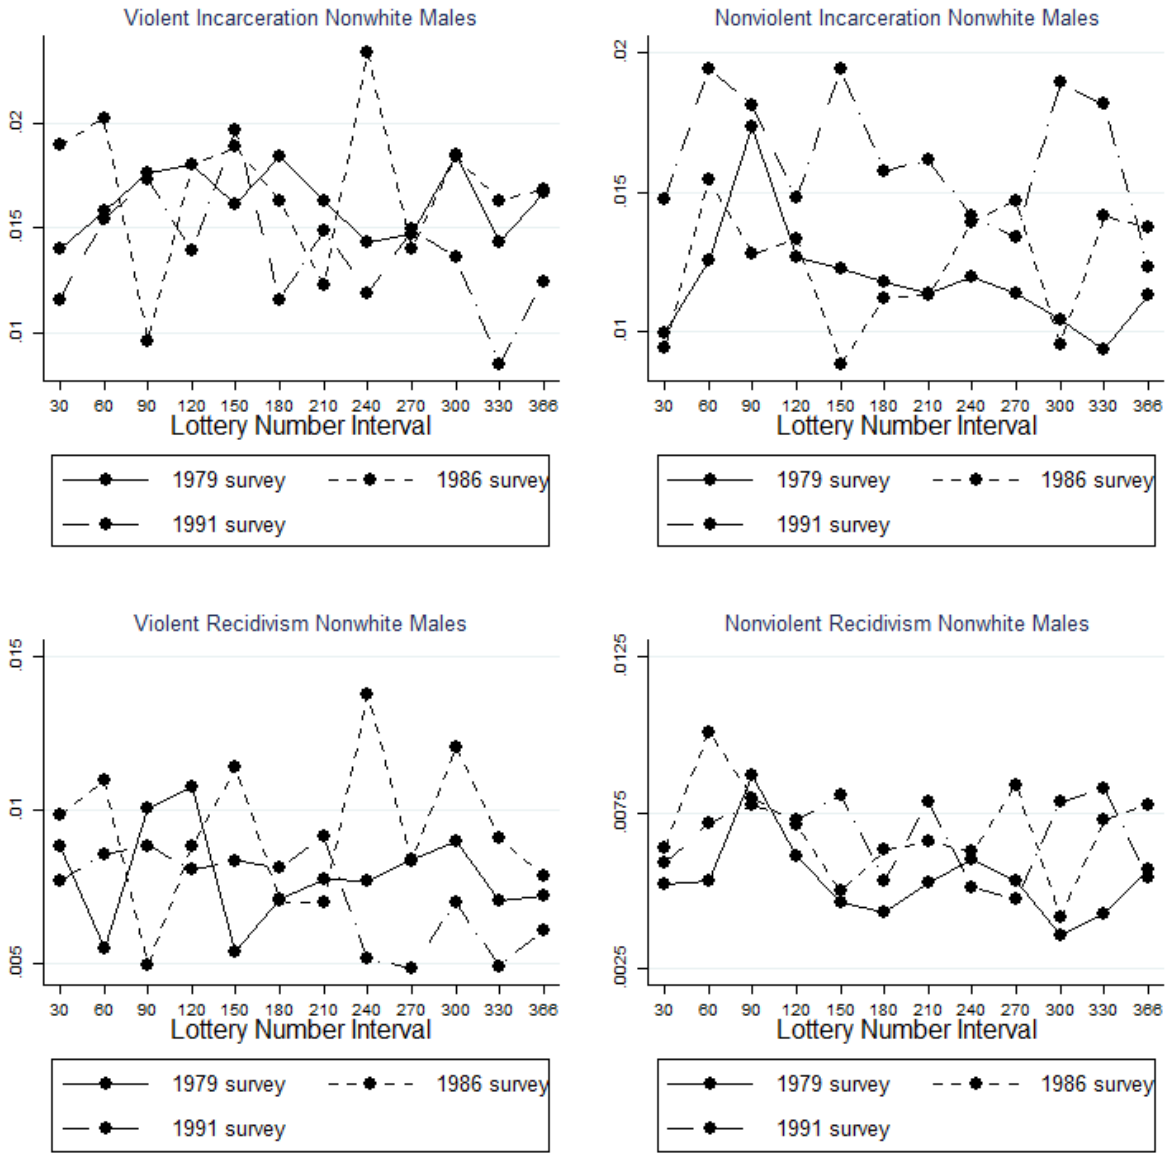 Violent Incarceration Nonwhite Males
.02
.015
.01
30 60 90 120 150 180 210 240 270 300 330 366
Lottery Number Interval
1979 survey
1986 survey
1991 survey
Nonviolent Incarceration Nonwhite Males
.02
.015
.01
30 60 90 120 150 180 210 240 270 300 330 366
Lottery Number Interval
1979 survey
1986 survey
1991 survey
Violent Recidivism Nonwhite Males
.015
.01
.005
30 60 90 120 150 180 210 240 270 300 330 366
Lottery Number Interval
1979 survey
1986 survey
1991 survey
Nonviolent Recidivism Nonwhite Males
.0125
.0075
.0025
30 60 90 120 150 180 210 240 270 300 330 366
Lottery Number Interval
1979 survey
1986 survey
1991 survey